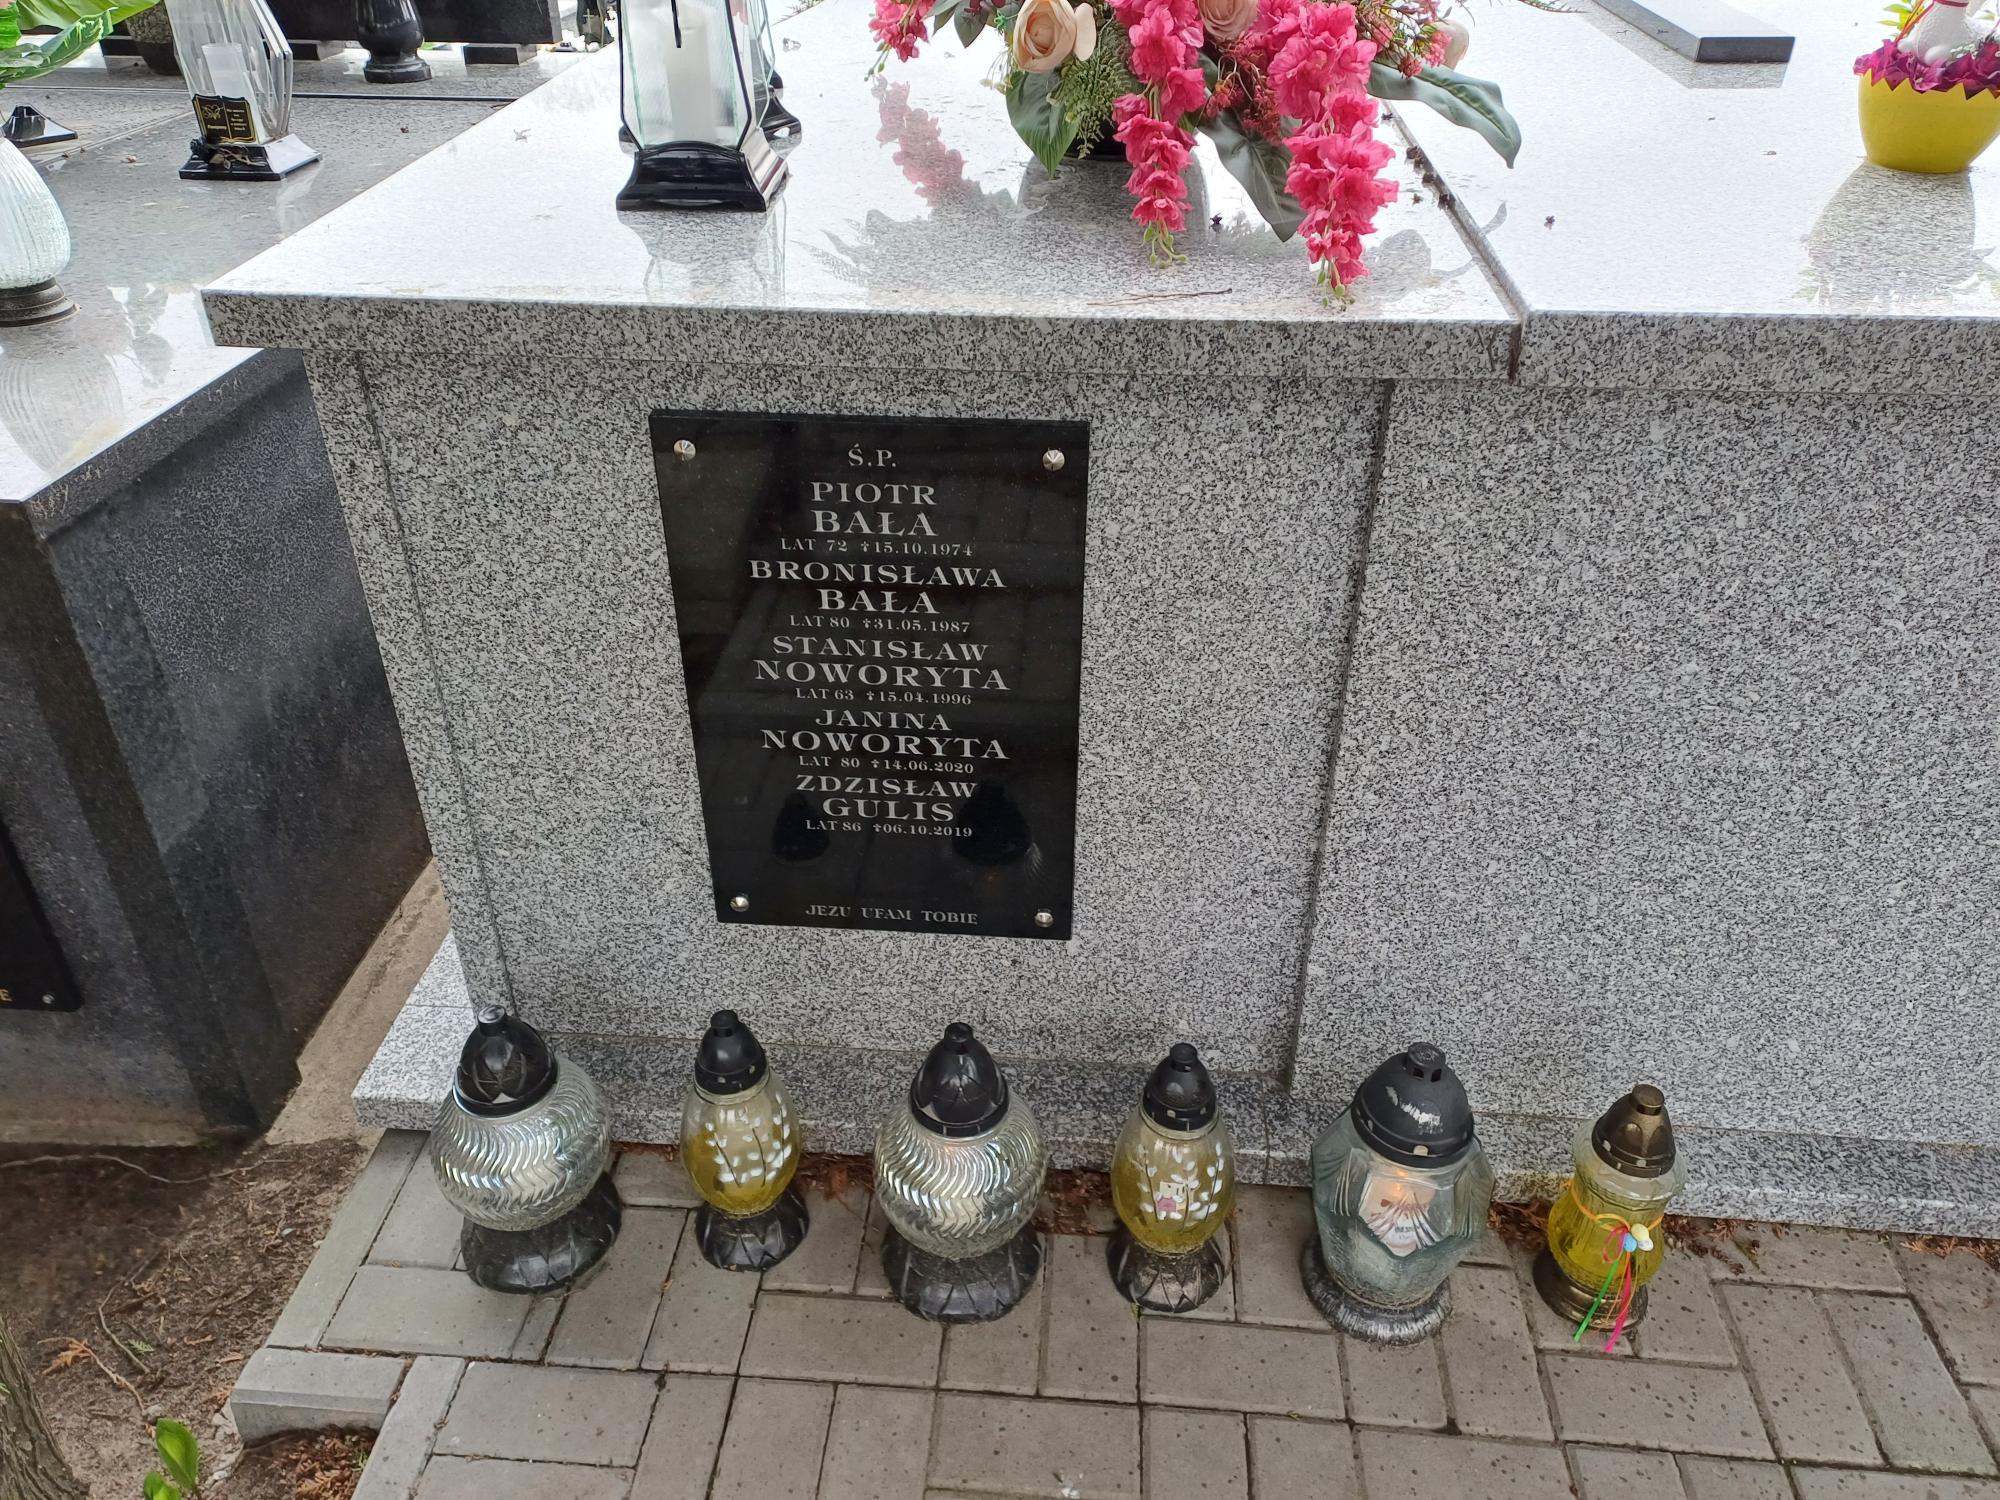 Ś.P.
PIOTR
BAŁA
LAT 72 ✝15.10.1974
BRONISŁAWA
BAŁA
LAT 80 ✝31.05.1987
STANISŁAW
NOWORYTA
LAT 63 ✝15.04.1996
JANINA
NOWORYTA
LAT 80 ✝14.06.2020
ZDZISŁAW
GULIS
LAT 86 ✝06.10.2019
JEZU UFAM TOBIE